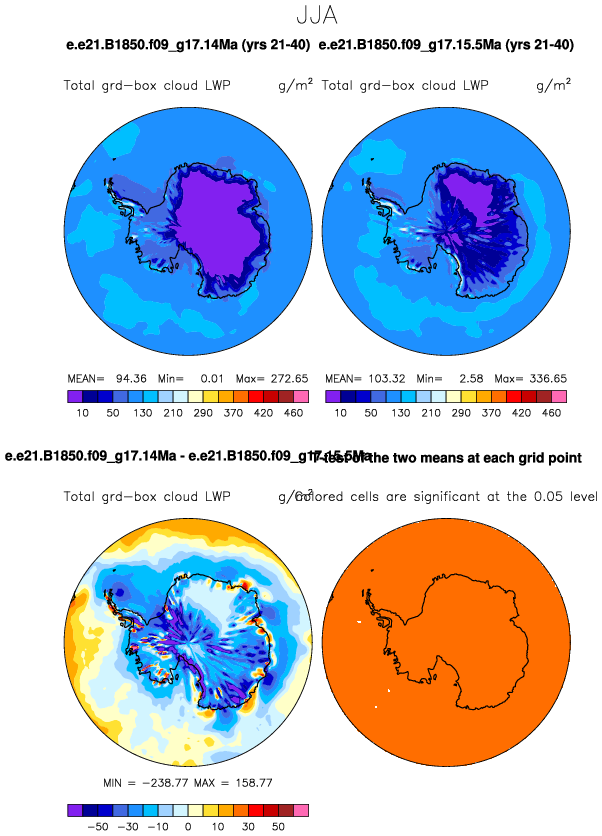 JJA
e.e21.B1850.f09_g17.14Ma (yrs 21-40) e.e21.B1850.f09_g17.15.5Ma (yrs 21-40)
Total grd-box cloud LWP g/m² Total grd-box cloud LWP g/m²
MEAN= 94.36 Min= 0.01 Max= 272.65 MEAN= 103.32 Min= 2.58 Max= 336.65
10 50 130 210 290 370 420 460 10 50 130 210 290 370 420 460
e.e21.B1850.f09_g17.14Ma - e.e21.B1850.f09_g17.15.5Ma T-test of the two means at each grid point
Total grd-box cloud LWP g/m² Colored cells are significant at the 0.05 level
MIN = -238.77 MAX = 158.77
-50 -30 -10 0 10 30 50